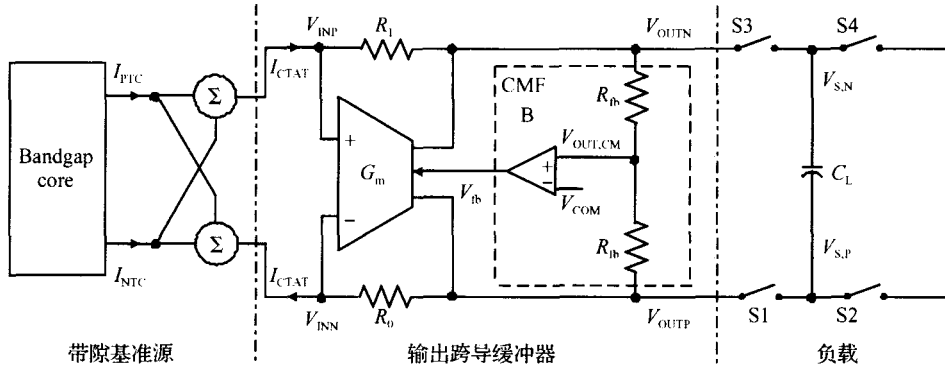 V_INP
R_1
V_OUTN
S3
S4
I_CTAT
I_PTC
Σ
CMF
B
R_fb
V_S,N
V_OUT,CM
+
+
−
Bandgap
core
G_m
V_fb
V_COM
C_L
−
R_fb
V_S,P
Σ
I_CTAT
I_NTC
V_INN
R_0
V_OUTP
S1
S2
带隙基准源
输出跨导缓冲器
负载